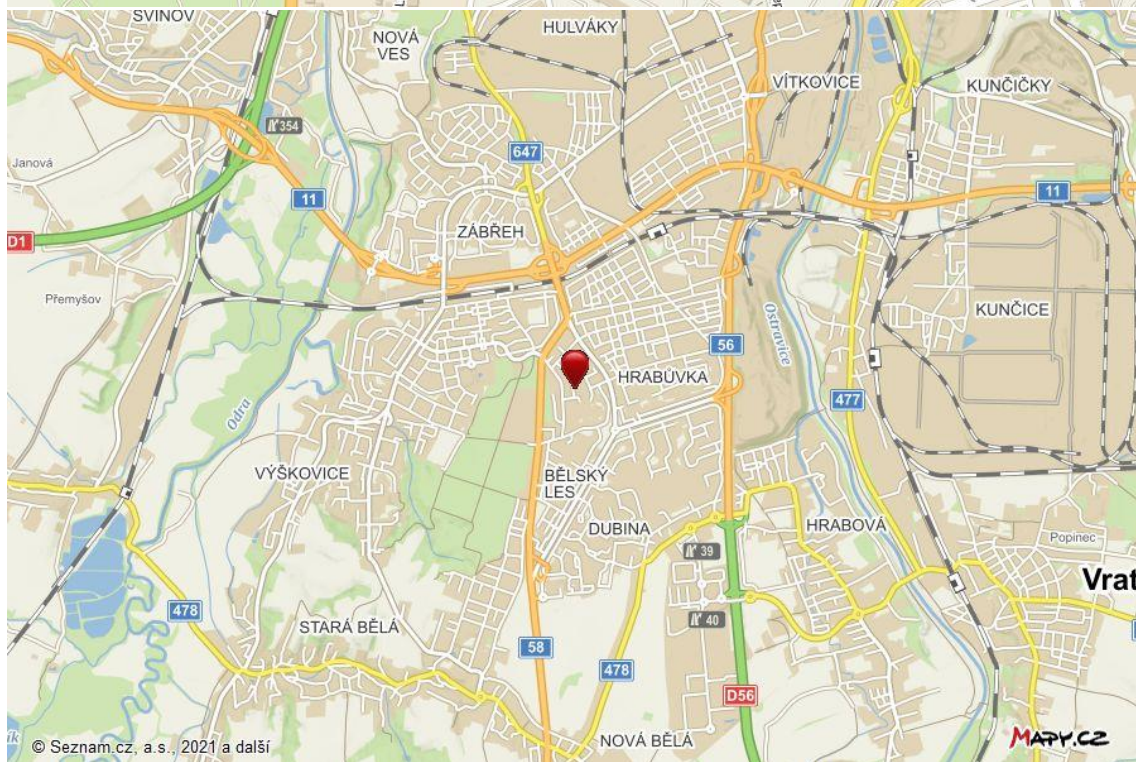 SVINOV
HULVÁKY
NOVÁ
VES
VÍTKOVICE
KUNČIČKY
354
Janová
647
11
11
ZÁBŘEH
D1
Přemyšov
KUNČICE
Ostravice
56
HRABŮVKA
477
Odra
VÝŠKOVICE
BĚLSKÝ
LES
DUBINA
HRABOVÁ
Popinec
39
Vrat
478
40
STARÁ BĚLÁ
58
478
D56
NOVÁ BĚLÁ
© Seznam.cz, a.s., 2021 a další
MAPY.CZ